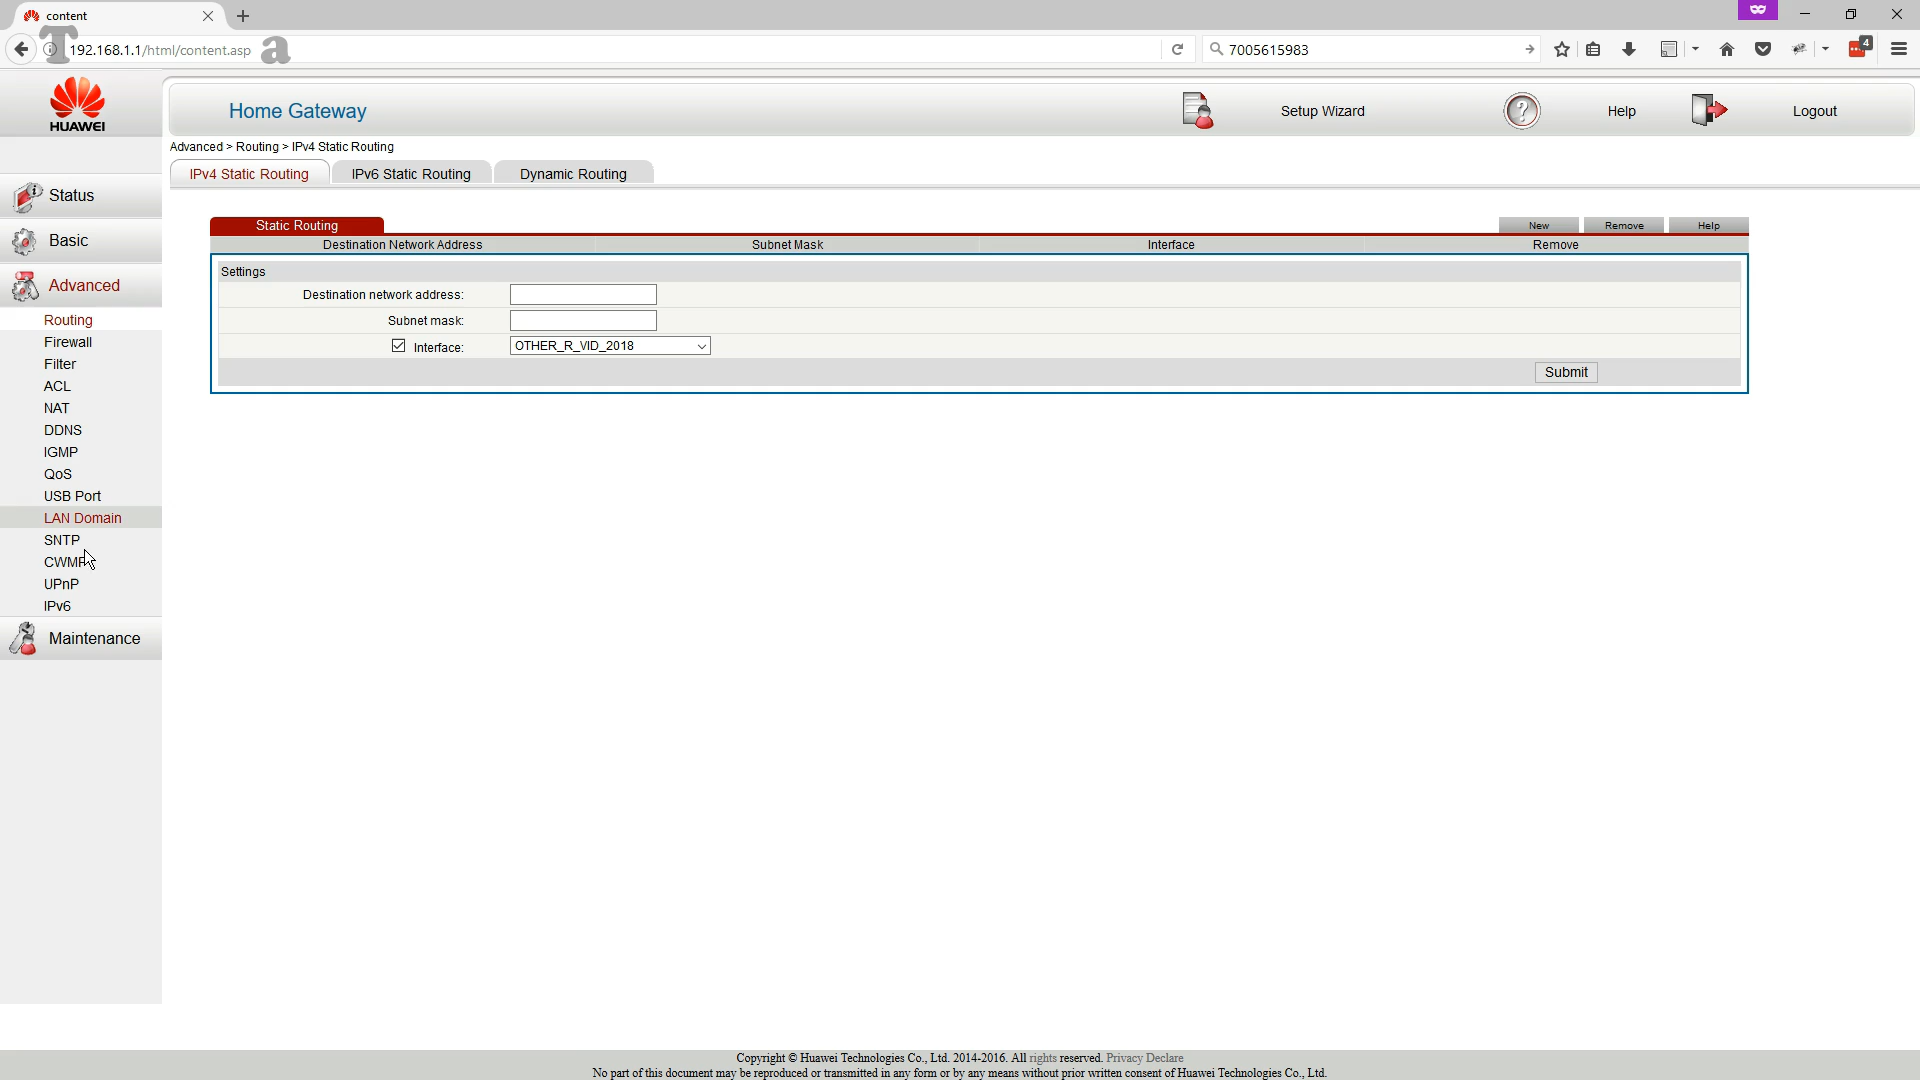 content
T
a
192.168.1.1/html/content.asp
7005615983
4
HUAWEI
Home Gateway
Setup Wizard
Help
Logout
Advanced > Routing > IPv4 Static Routing
IPv4 Static Routing
IPv6 Static Routing
Dynamic Routing
Status
Basic
Advanced
Routing
Firewall
Filter
ACL
NAT
DDNS
IGMP
QoS
USB Port
LAN Domain
SNTP
CWMP
UPnP
IPv6
Maintenance
Static Routing
New
Remove
Help
Destination Network Address
Subnet Mask
Interface
Remove
Settings
Destination network address:
Subnet mask:
Interface:
OTHER_R_VID_2018
Submit
Copyright © Huawei Technologies Co., Ltd. 2014-2016. All rights reserved. Privacy Declare
No part of this document may be reproduced or transmitted in any form or by any means without prior written consent of Huawei Technologies Co., Ltd.